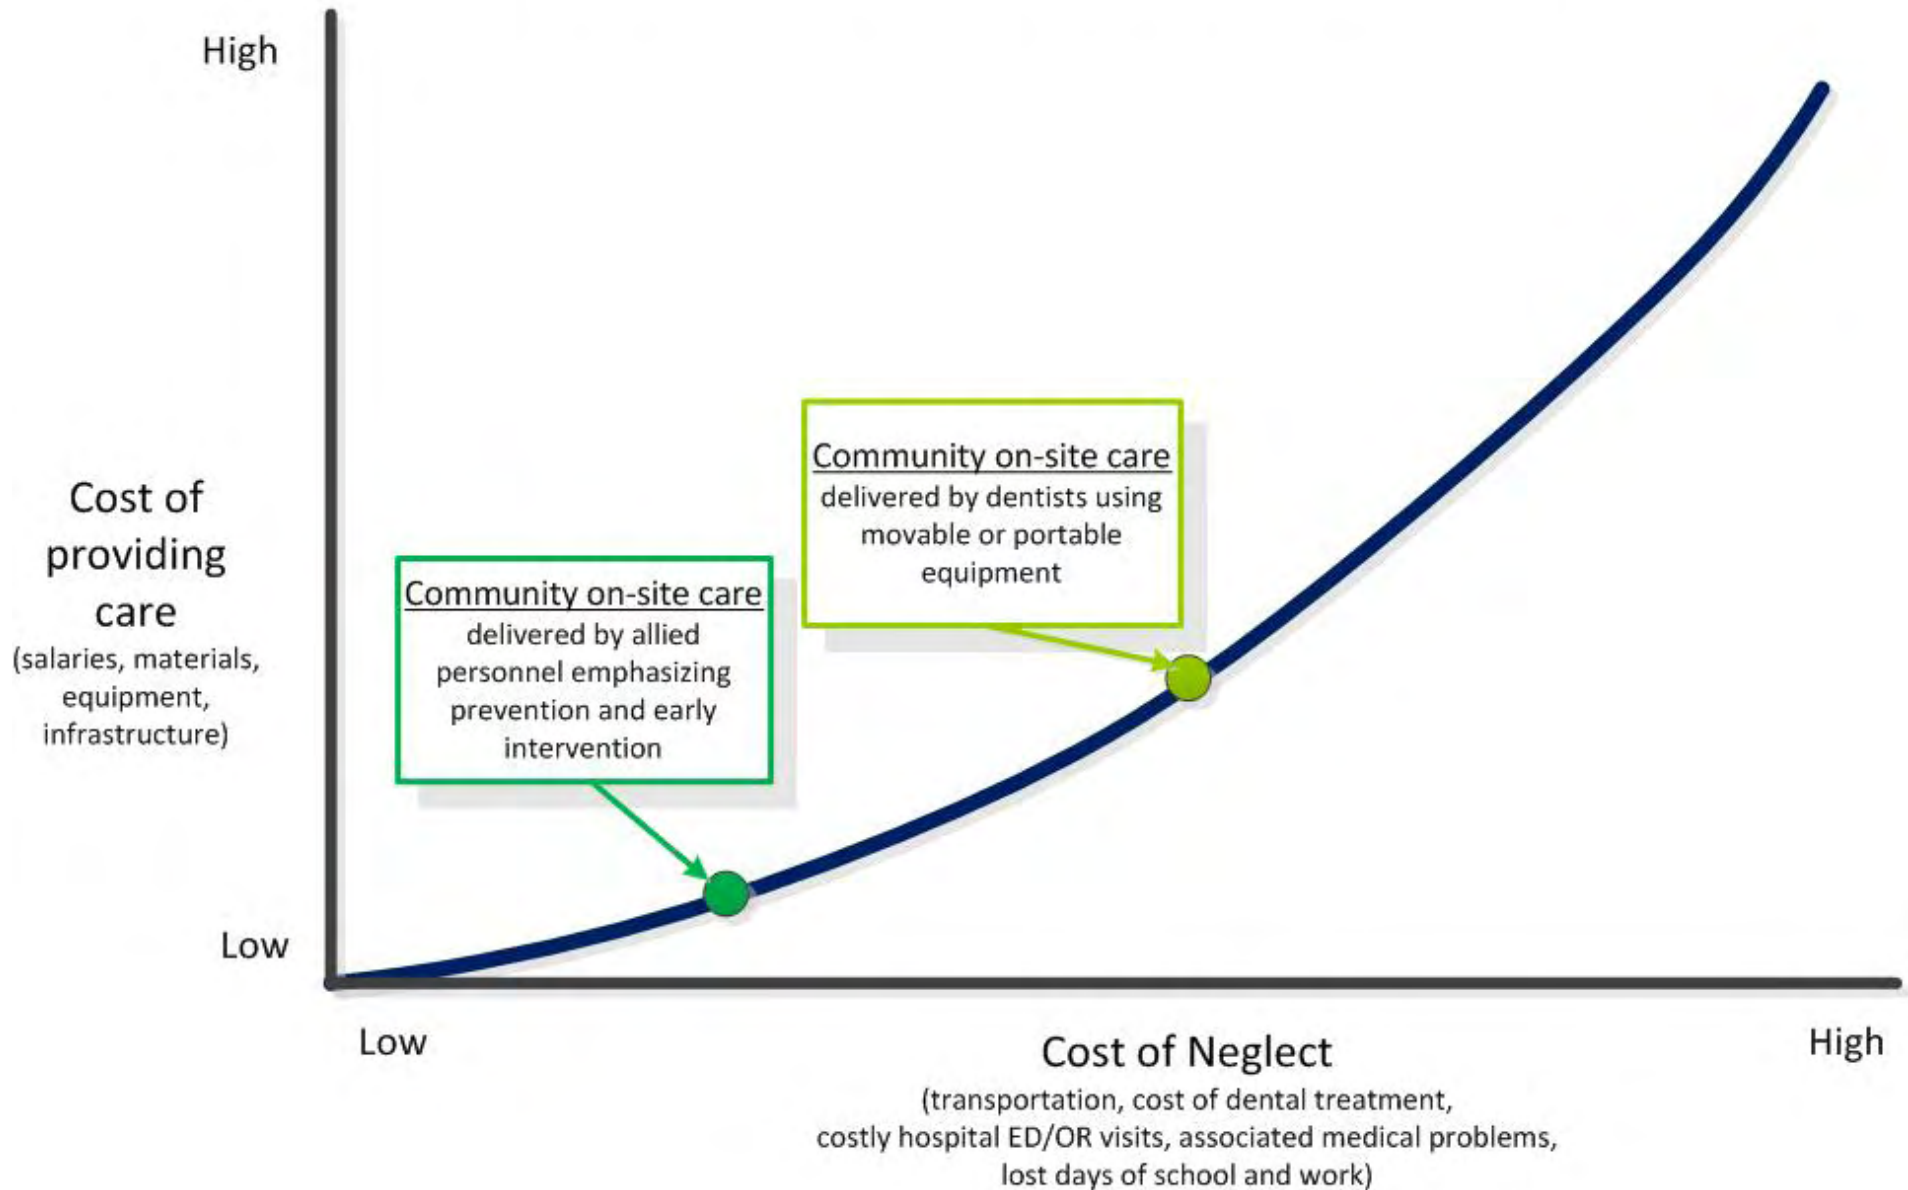 High
Cost of
providing
care
(salaries, materials,
equipment,
infrastructure)
Low
Community on-site care
delivered by allied
personnel emphasizing
prevention and early
intervention
Community on-site care
delivered by dentists using
movable or portable
equipment
Low
Cost of Neglect
(transportation, cost of dental treatment,
costly hospital ED/OR visits, associated medical problems,
lost days of school and work)
High